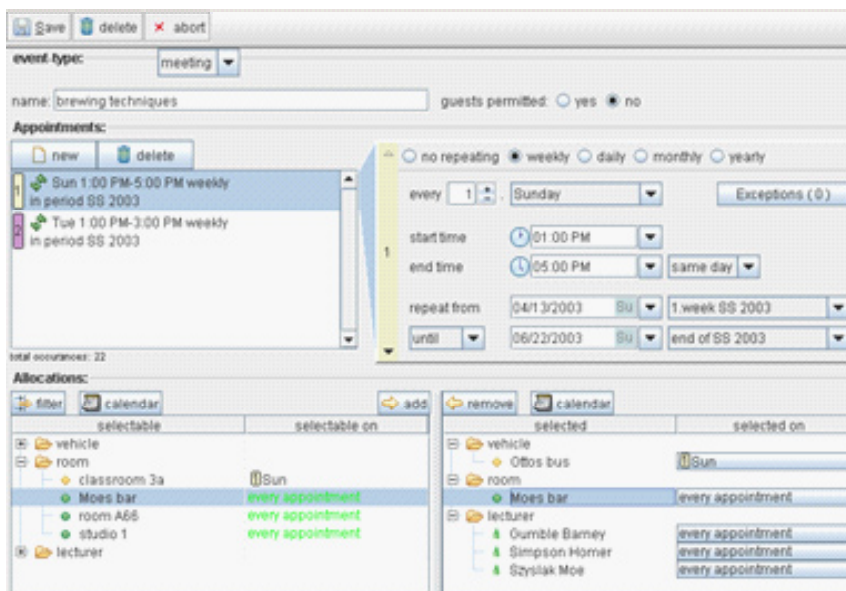 Save delete abort
event-type: meeting
name: brewing techniques guests permitted: yes no
Appointments:
new delete
1 Sun 1:00 PM-5:00 PM weekly
in period SS 2003
2 Tue 1:00 PM-3:00 PM weekly
in period SS 2003
total occurances: 22
no repeating weekly daily monthly yearly
every 1 . Sunday Exceptions ( 0 )
1
start time 01:00 PM
end time 05:00 PM same day
repeat from 04/13/2003 Su 1.week SS 2003
until 06/22/2003 Su end of SS 2003
Allocations:
filter calendar add
selectable selectable on
vehicle
room
classroom 3a 1 Sun
Moes bar every appointment
room A66 every appointment
studio 1 every appointment
lecturer
remove calendar
selected selected on
vehicle
Ottos bus 1 Sun
room
Moes bar every appointment
lecturer
Gumble Barney every appointment
Simpson Homer every appointment
Szyslak Moe every appointment